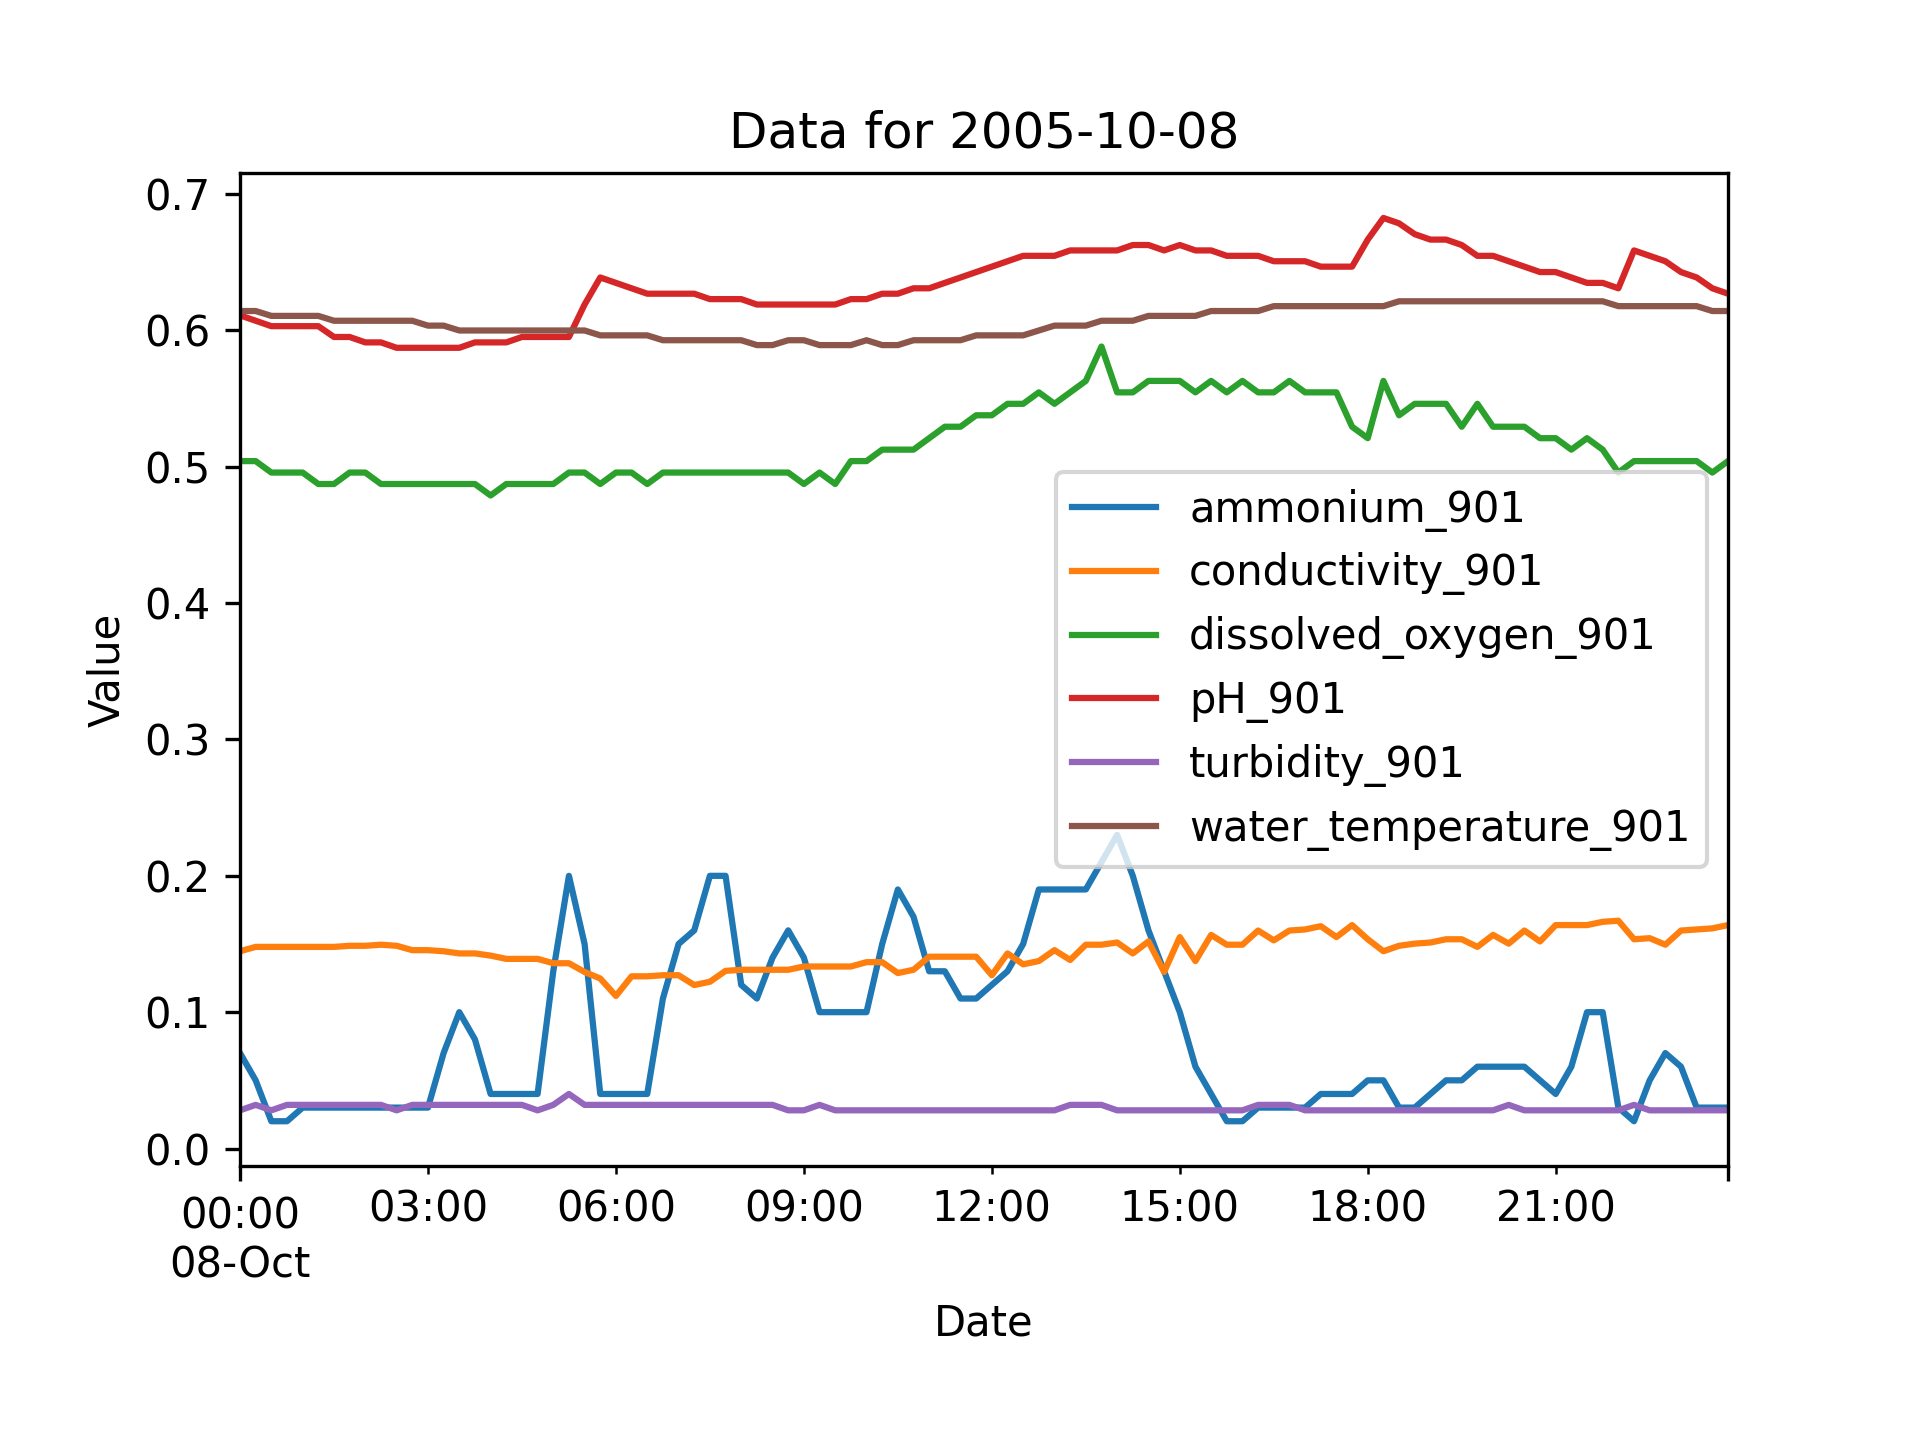 Data for 2005-10-08
0.7
0.6
0.5
0.4
0.3
0.2
0.1
0.0
Value
ammonium_901
conductivity_901
dissolved_oxygen_901
pH_901
turbidity_901
water_temperature_901
00:00 03:00 06:00 09:00 12:00 15:00 18:00 21:00
08-Oct
Date